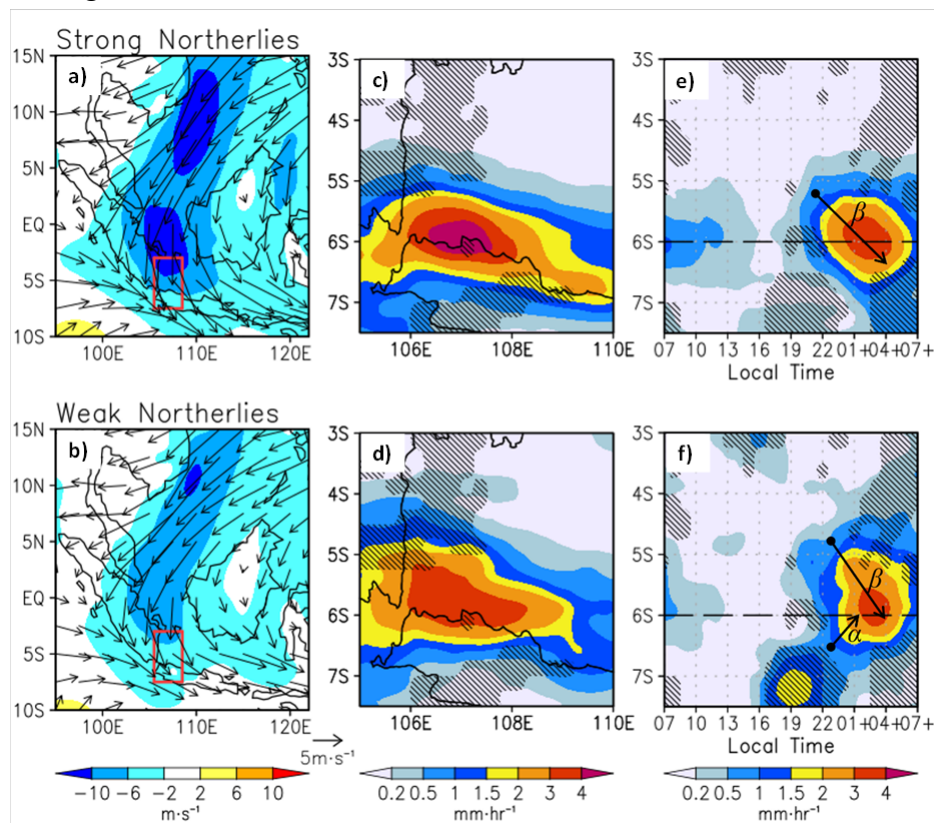 Strong Northerlies
a)
15N
10N
5N
EQ
5S
10S
100E 110E 120E
c)
3S
4S
5S
6S
7S
106E 108E 110E
e)
3S
4S
5S
6S
7S
β
07 10 13 16 19 22 01+04+07+
Local Time
Weak Northerlies
b)
15N
10N
5N
EQ
5S
10S
100E 110E 120E
5m·s⁻¹
d)
3S
4S
5S
6S
7S
106E 108E 110E
f)
3S
4S
5S
6S
7S
β
α
07 10 13 16 19 22 01+04+07+
Local Time
−10 −6 −2 2 6 10
m·s⁻¹
0.2 0.5 1 1.5 2 3 4
mm·hr⁻¹
0.2 0.5 1 1.5 2 3 4
mm·hr⁻¹